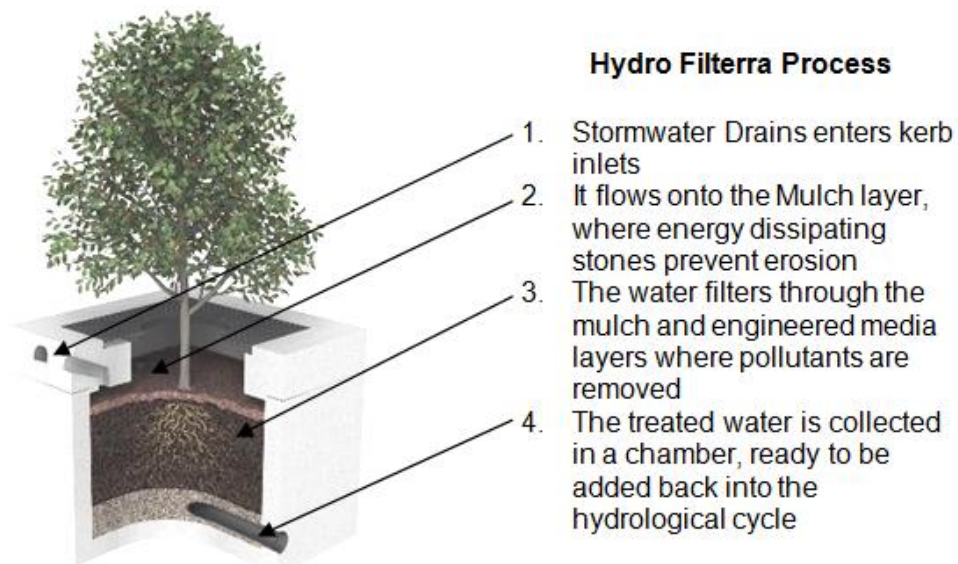 Hydro Filterra Process
1. Stormwater Drains enters kerb
inlets
2. It flows onto the Mulch layer,
where energy dissipating
stones prevent erosion
3. The water filters through the
mulch and engineered media
layers where pollutants are
removed
4. The treated water is collected
in a chamber, ready to be
added back into the
hydrological cycle